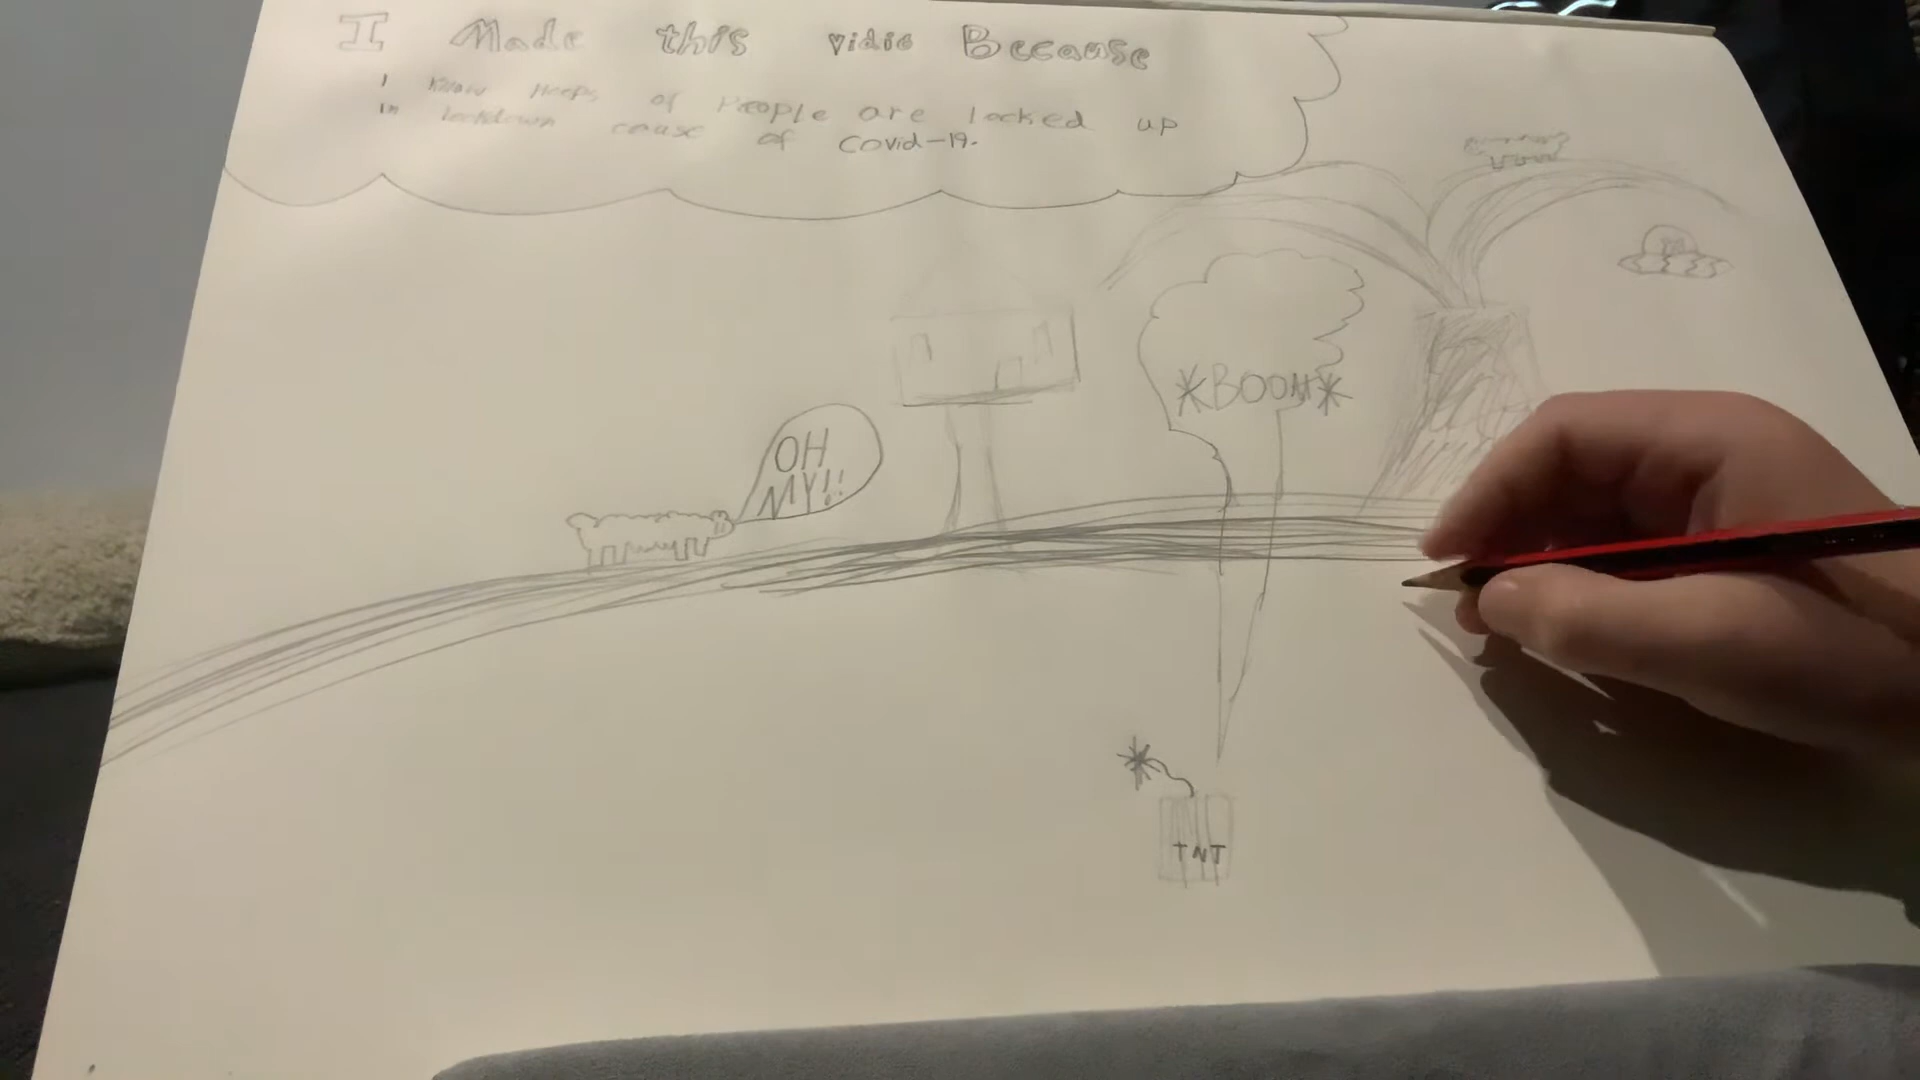 I Made this vidio Because
I Know Heeps of People are locked up
in lockdown cause of Covid-19.
*BOOM*
OH
MY!!
TNT